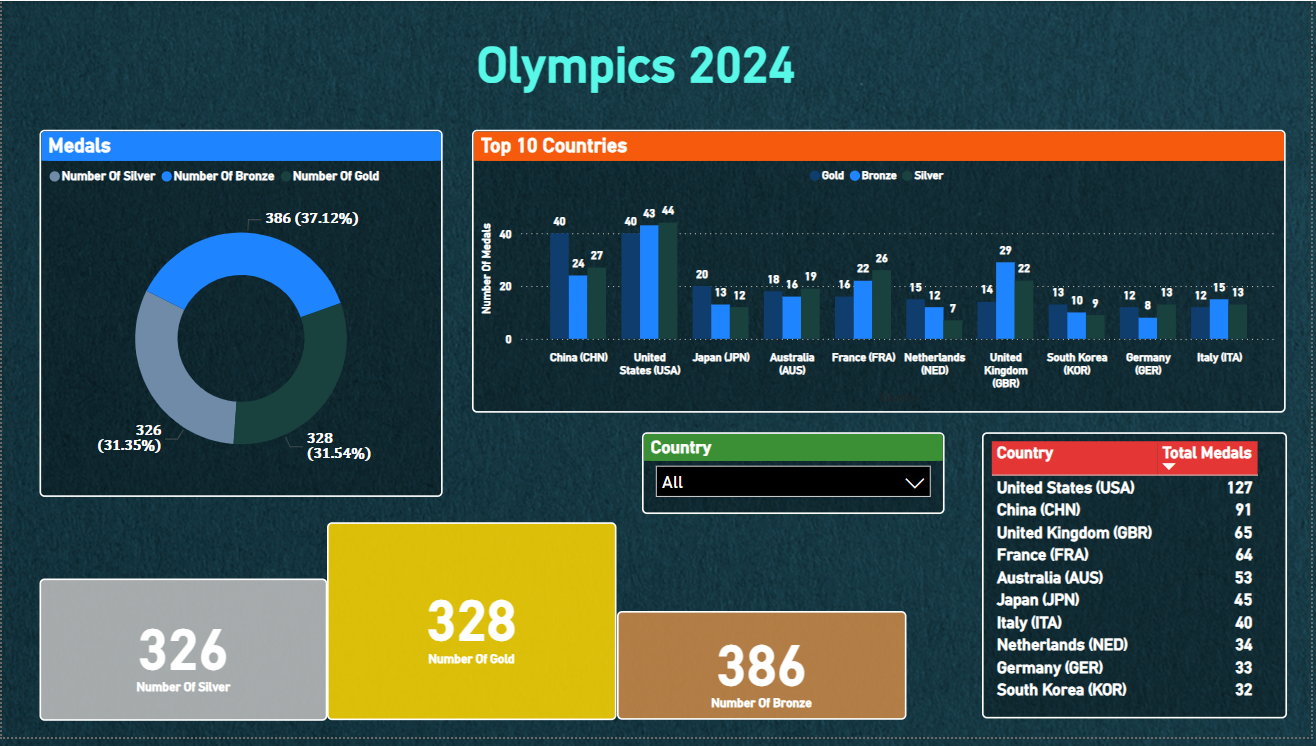 Olympics 2024
Medals
Number Of Silver Number Of Bronze Number Of Gold
386 (37.12%)
326
(31.35%)
328
(31.54%)
Top 10 Countries
Gold Bronze Silver
Number Of Medals
40
20
0
40 24 27
40 43 44
20 13 12
18 16 19
16 22 26
15 12 7
14 29 22
13 10 9
12 8 13
12 15 13
China (CHN)
United
States (USA)
Japan (JPN)
Australia
(AUS)
France (FRA)
Netherlands
(NED)
United
Kingdom
(GBR)
South Korea
(KOR)
Germany
(GER)
Italy (ITA)
Country
All
326
Number Of Silver
328
Number Of Gold
386
Number Of Bronze
Country Total Medals
United States (USA) 127
China (CHN) 91
United Kingdom (GBR) 65
France (FRA) 64
Australia (AUS) 53
Japan (JPN) 45
Italy (ITA) 40
Netherlands (NED) 34
Germany (GER) 33
South Korea (KOR) 32